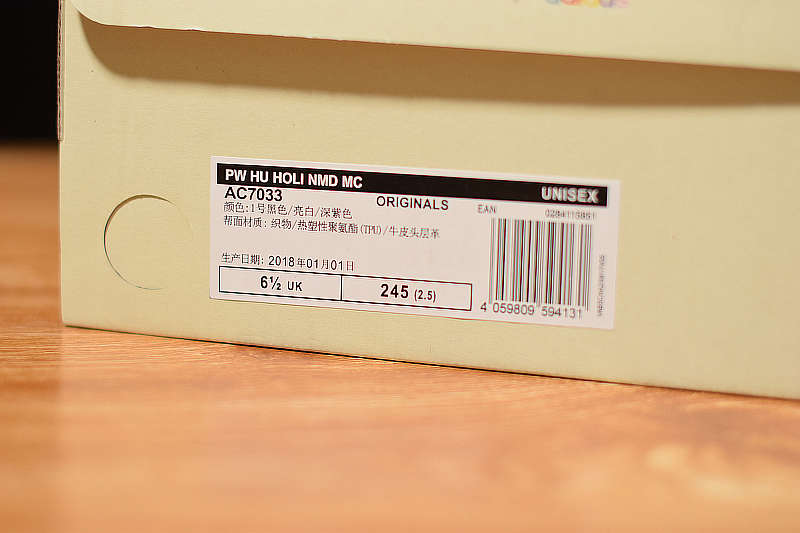 PW HU HOLI NMD MC UNISEX
AC7033
ORIGINALS
颜色:1号黑色/亮白/深紫色
帮面材质: 织物/热塑性聚氨酯(TPU)/牛皮头层革
生产日期: 2018年01月01日
6½ UK
245 (2.5)
EAN
4 059809 594131